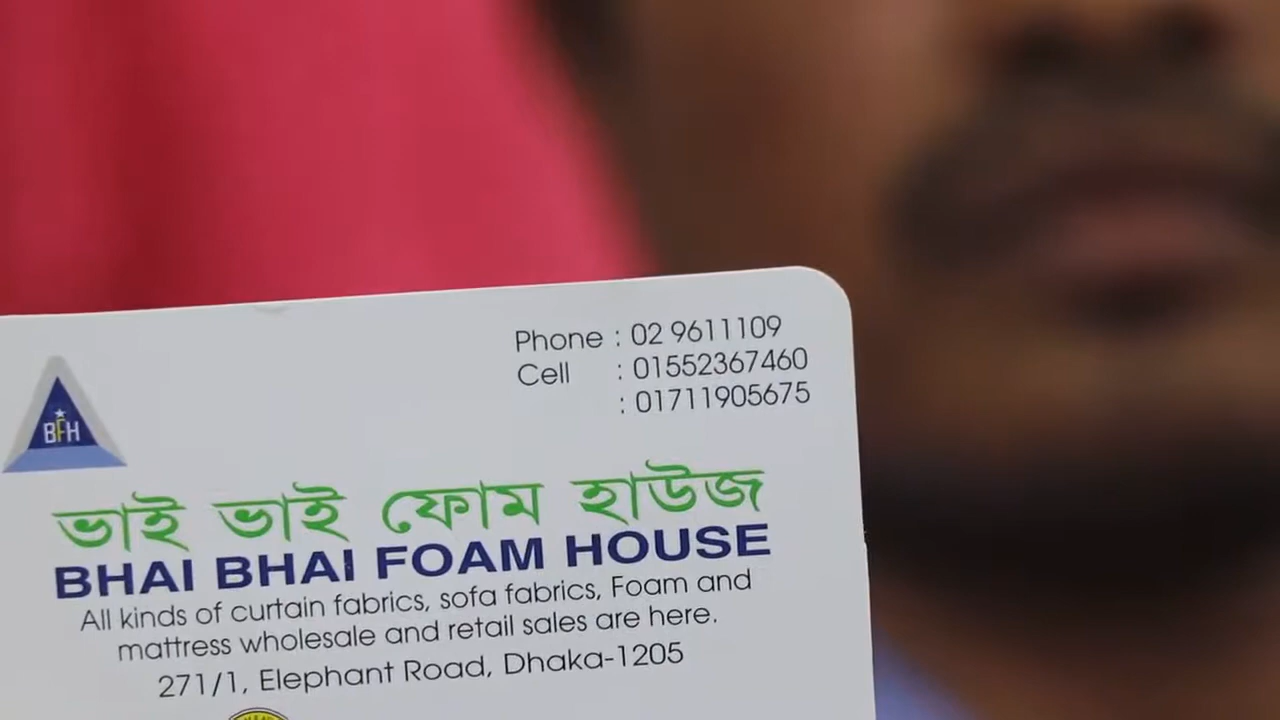 Phone : 02 9611109
Cell : 01552367460
: 01711905675
BFH
ভাই ভাই ফোম হাউজ
BHAI BHAI FOAM HOUSE
All kinds of curtain fabrics, sofa fabrics, Foam and
mattress wholesale and retail sales are here.
271/1, Elephant Road, Dhaka-1205